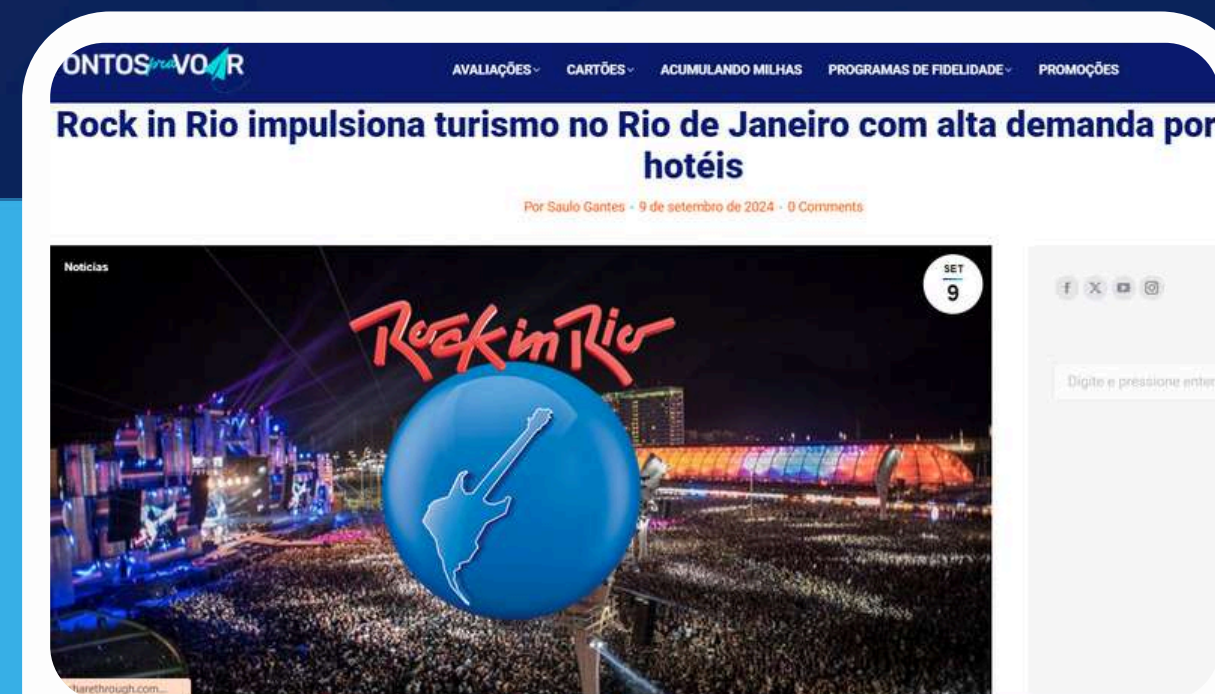 ONTOS pra VOAR
AVALIAÇÕES CARTÕES ACUMULANDO MILHAS PROGRAMAS DE FIDELIDADE PROMOÇÕES
Rock in Rio impulsiona turismo no Rio de Janeiro com alta demanda por
hotéis
Por Saulo Gantes - 9 de setembro de 2024 - 0 Comments
Notícias
SET
9
Rock in Rio
Digite e pressione enter
harethrough.com...